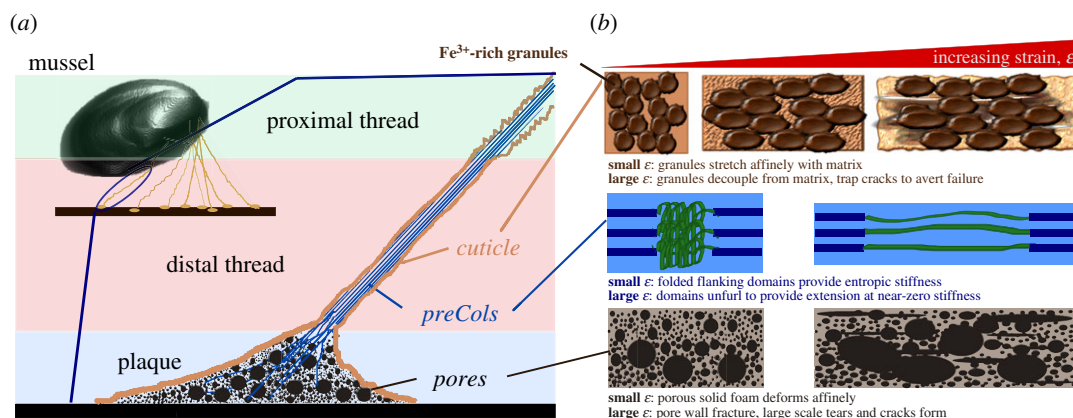 (a)
mussel
proximal thread
distal thread
cuticle
preCols
plaque
pores
(b)
Fe³⁺-rich granules
increasing strain, ε
small ε: granules stretch affinely with matrix
large ε: granules decouple from matrix, trap cracks to avert failure
small ε: folded flanking domains provide entropic stiffness
large ε: domains unfurl to provide extension at near-zero stiffness
small ε: porous solid foam deforms affinely
large ε: pore wall fracture, large scale tears and cracks form